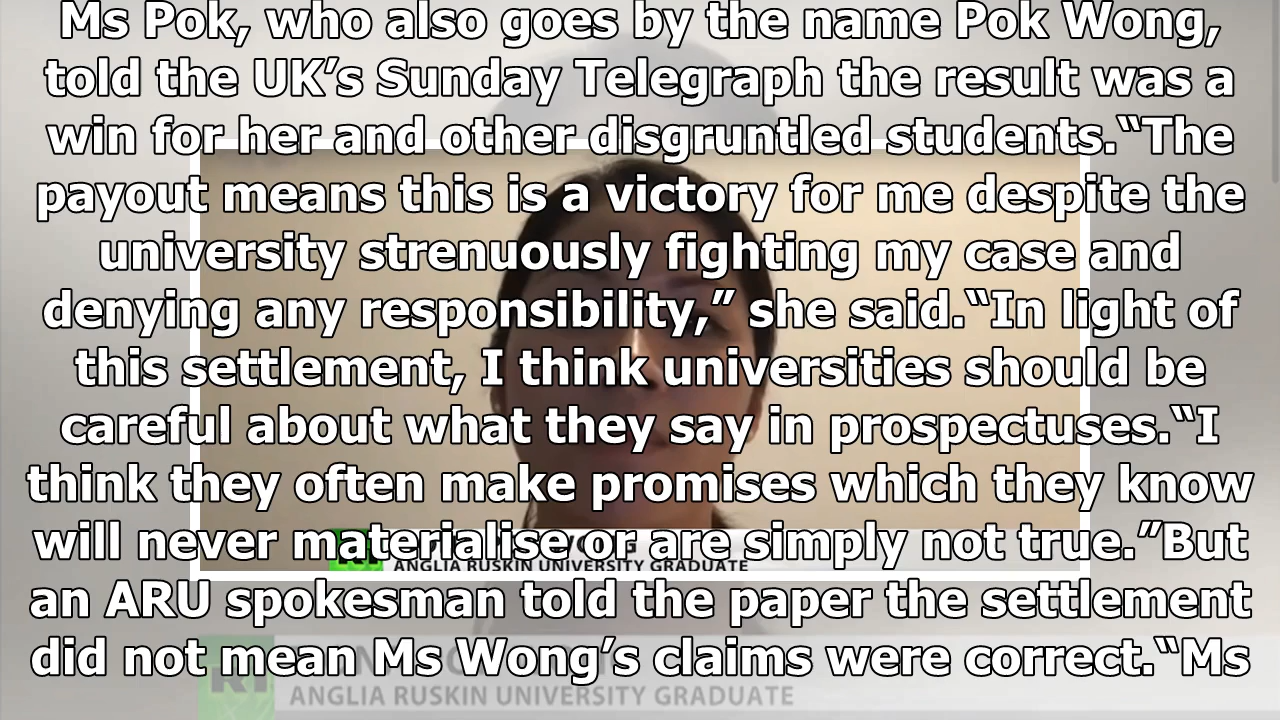 Ms Pok, who also goes by the name Pok Wong,
told the UK’s Sunday Telegraph the result was a
win for her and other disgruntled students.“The
payout means this is a victory for me despite the
university strenuously fighting my case and
denying any responsibility,” she said.“In light of
this settlement, I think universities should be
careful about what they say in prospectuses.“I
think they often make promises which they know
will never materialise or are simply not true.”But
an ARU spokesman told the paper the settlement
did not mean Ms Wong’s claims were correct.“Ms
RT
ANGLIA RUSKIN UNIVERSITY GRADUATE
RT
ANGLIA RUSKIN UNIVERSITY GRADUATE